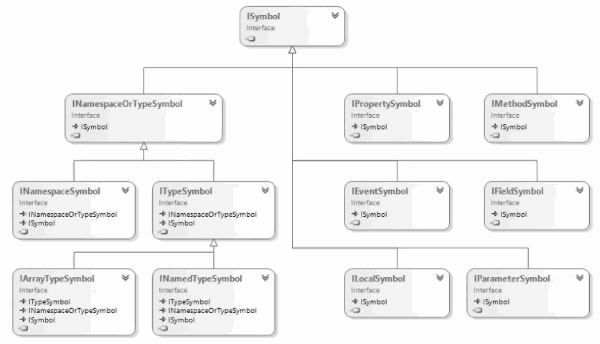 ISymbol
Interface
INamespaceOrTypeSymbol
Interface
ISymbol
IPropertySymbol
Interface
ISymbol
IMethodSymbol
Interface
ISymbol
INamespaceSymbol
Interface
INamespaceOrTypeSymbol
ISymbol
ITypeSymbol
Interface
INamespaceOrTypeSymbol
ISymbol
IEventSymbol
Interface
ISymbol
IFieldSymbol
Interface
ISymbol
IArrayTypeSymbol
Interface
ITypeSymbol
INamespaceOrTypeSymbol
ISymbol
INamedTypeSymbol
Interface
ITypeSymbol
INamespaceOrTypeSymbol
ISymbol
ILocalSymbol
Interface
ISymbol
IParameterSymbol
Interface
ISymbol